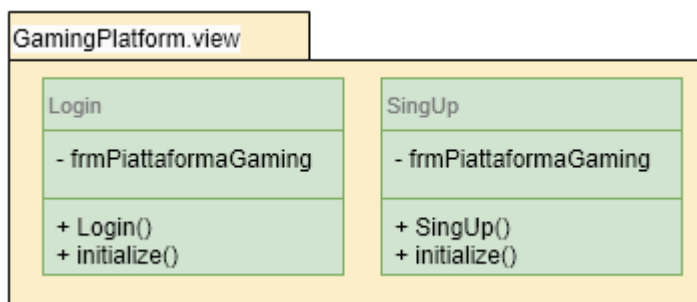 GamingPlatform.view
Login
- frmPiattaformaGaming
+ Login()
+ initialize()
SingUp
- frmPiattaformaGaming
+ SingUp()
+ initialize()